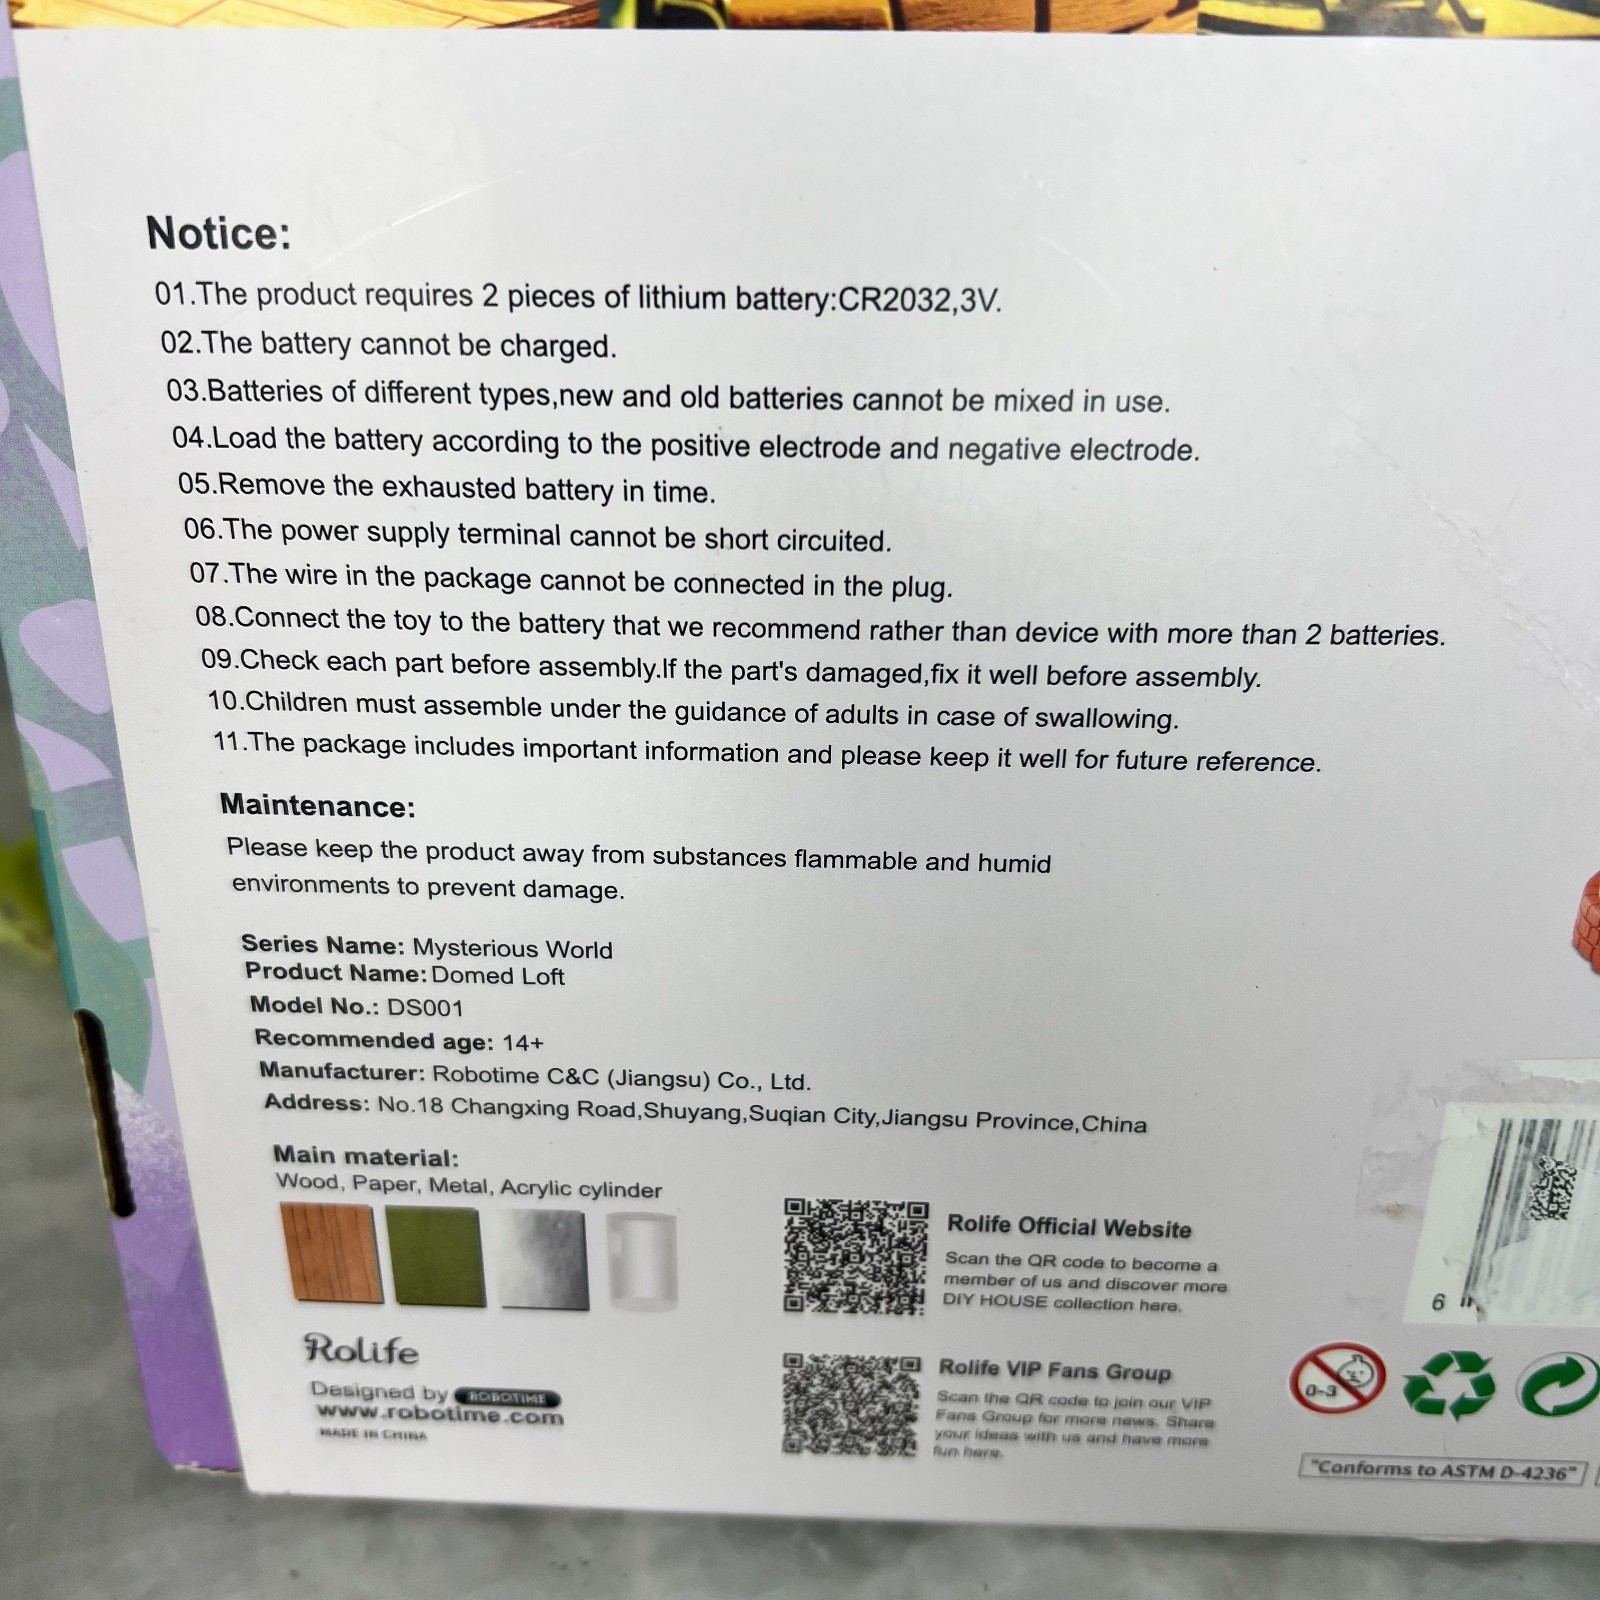 Notice:
01.The product requires 2 pieces of lithium battery:CR2032,3V.
02.The battery cannot be charged.
03.Batteries of different types,new and old batteries cannot be mixed in use.
04.Load the battery according to the positive electrode and negative electrode.
05.Remove the exhausted battery in time.
06.The power supply terminal cannot be short circuited.
07.The wire in the package cannot be connected in the plug.
08.Connect the toy to the battery that we recommend rather than device with more than 2 batteries.
09.Check each part before assembly.If the part's damaged,fix it well before assembly.
10.Children must assemble under the guidance of adults in case of swallowing.
11.The package includes important information and please keep it well for future reference.
Maintenance:
Please keep the product away from substances flammable and humid
environments to prevent damage.
Series Name: Mysterious World
Product Name: Domed Loft
Model No.: DS001
Recommended age: 14+
Manufacturer: Robotime C&C (Jiangsu) Co., Ltd.
Address: No.18 Changxing Road,Shuyang,Suqian City,Jiangsu Province,China
Main material:
Wood, Paper, Metal, Acrylic cylinder
Rolife
Designed by ROBOTIME
www.robotime.com
MADE IN CHINA
Rolife Official Website
Scan the QR code to become a
member of us and discover more
DIY HOUSE collection here.
Rolife VIP Fans Group
Scan the QR code to join our VIP
Fans Group for more news. Share
your ideas with us and have more
fun here.
6
0-3
"Conforms to ASTM D-4236"